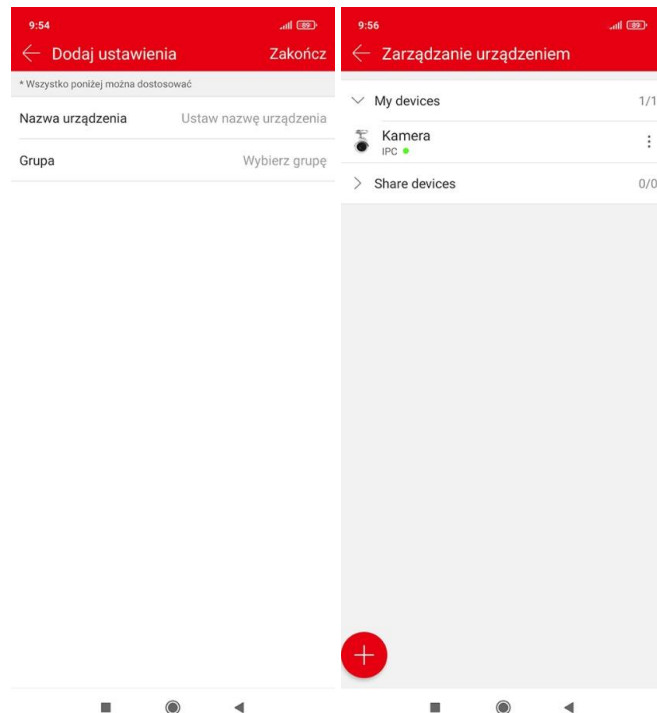 9:54
89
Dodaj ustawienia
Zakończ
* Wszystko poniżej można dostosować
Nazwa urządzenia
Ustaw nazwę urządzenia
Grupa
Wybierz grupę
9:56
89
Zarządzanie urządzeniem
My devices
1/1
Kamera
IPC
Share devices
0/0